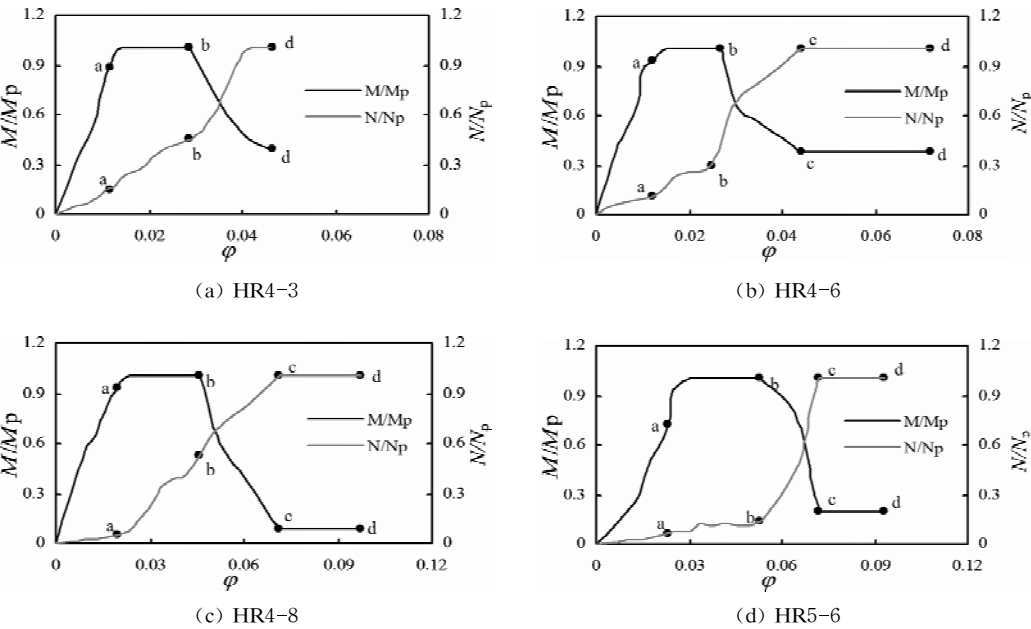 1.2 1.2 1.2 1.2
a b d a b c d
0.9 0.9 0.9 0.9
M/Mp M/Mp
M/Mp 0.6 0.6 N/Np M/Mp 0.6 0.6 N/Np
N/Np N/Np
0.3 b d 0.3 0.3 b c d 0.3
a a
0 0 0 0
0 0.02 0.04 0.06 0.08 0 0.02 0.04 0.06 0.08
φ φ
(a) HR4-3 (b) HR4-6
1.2 1.2 1.2 1.2
a b d b c d
0.9 0.9 0.9 0.9
a
M/Mp M/Mp
M/Mp 0.6 0.6 N/Np M/Mp 0.6 0.6 N/Np
N/Np N/Np
b
0.3 0.3 0.3 0.3
a c d a b c d
0 0 0 0
0 0.03 0.06 0.09 0.12 0 0.03 0.06 0.09 0.12
φ φ
(c) HR4-8 (d) HR5-6